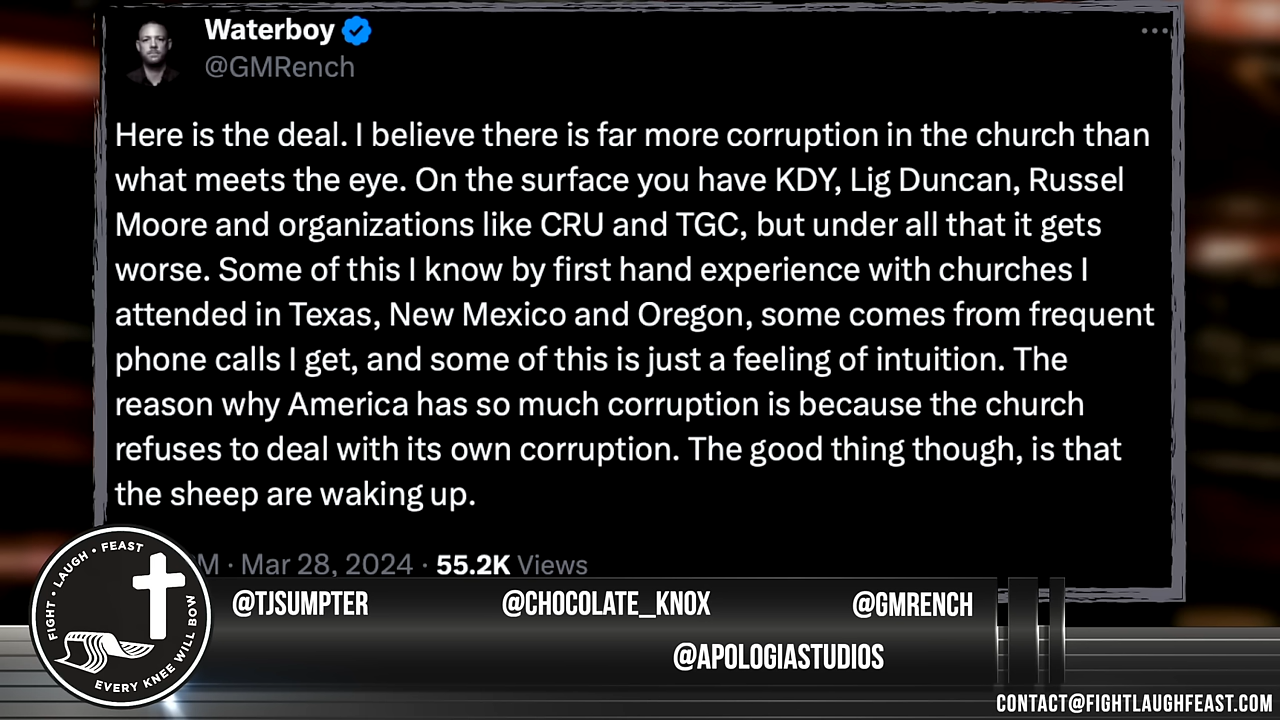 Waterboy
@GMRench
Here is the deal. I believe there is far more corruption in the church than
what meets the eye. On the surface you have KDY, Lig Duncan, Russel
Moore and organizations like CRU and TGC, but under all that it gets
worse. Some of this I know by first hand experience with churches I
attended in Texas, New Mexico and Oregon, some comes from frequent
phone calls I get, and some of this is just a feeling of intuition. The
reason why America has so much corruption is because the church
refuses to deal with its own corruption. The good thing though, is that
the sheep are waking up.
M · Mar 28, 2024 · 55.2K Views
FIGHT • LAUGH • FEAST
EVERY KNEE WILL BOW
@TJSUMPTER @CHOCOLATE_KNOX @GMRENCH
@APOLOGIASTUDIOS
CONTACT@FIGHTLAUGHFEAST.COM